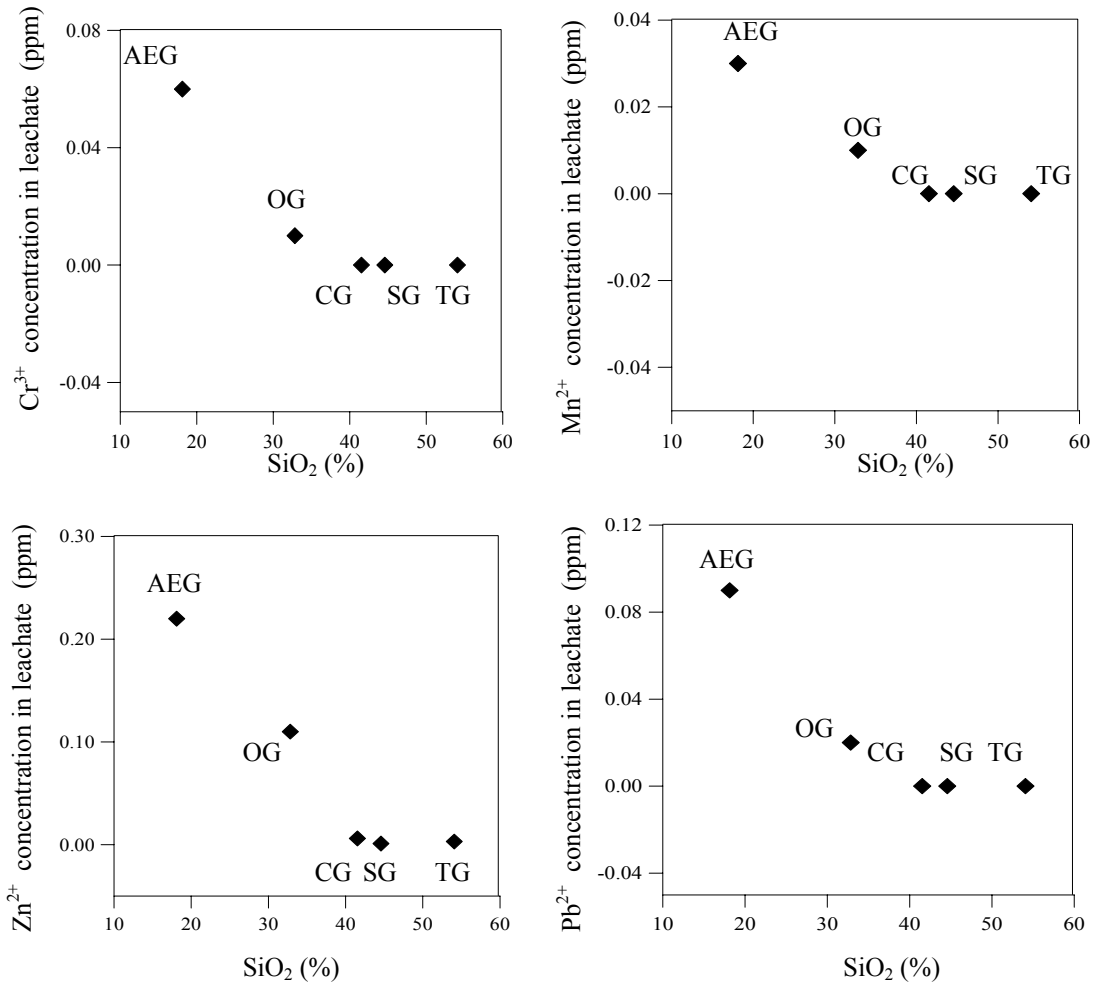 Cr³⁺ concentration in leachate (ppm)
0.08
0.04
0.00
-0.04
AEG
OG
CG SG TG
10 20 30 40 50 60
SiO₂ (%)
Mn²⁺ concentration in leachate (ppm)
0.04
0.02
0.00
-0.02
-0.04
AEG
OG
CG SG TG
10 20 30 40 50 60
SiO₂ (%)
Zn²⁺ concentration in leachate (ppm)
0.30
0.20
0.10
0.00
AEG
OG
CG SG TG
10 20 30 40 50 60
SiO₂ (%)
Pb²⁺ concentration in leachate (ppm)
0.12
0.08
0.04
0.00
-0.04
AEG
OG CG SG TG
10 20 30 40 50 60
SiO₂ (%)